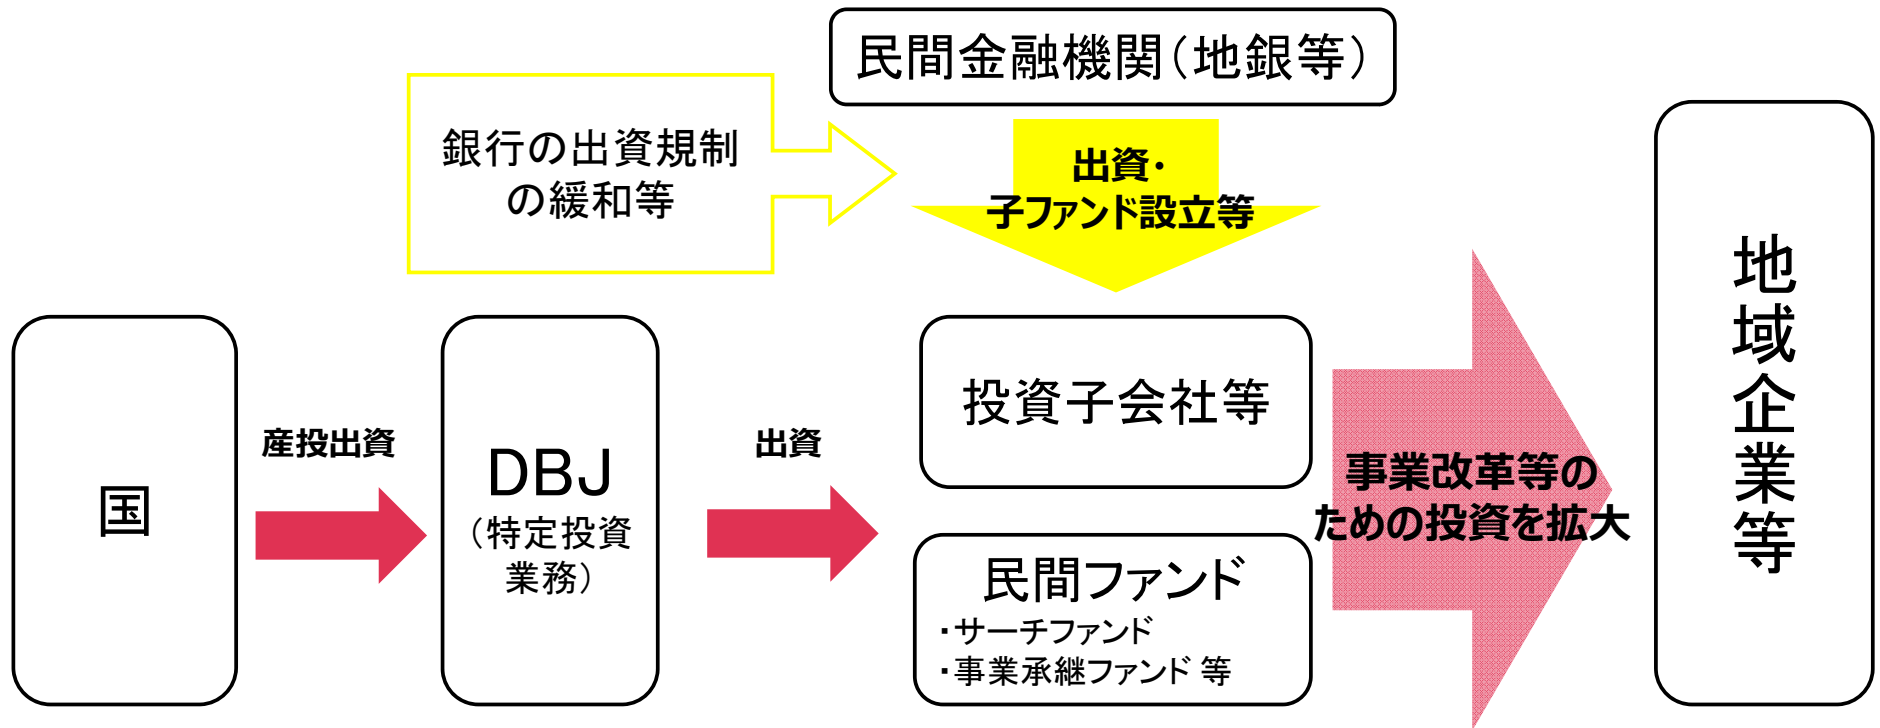 民間金融機関（地銀等）
銀行の出資規制
の緩和等
出資・
子ファンド設立等
国
産投出資
DBJ
（特定投資
業務）
出資
投資子会社等
民間ファンド
・サーチファンド
・事業承継ファンド 等
事業改革等の
ための投資を拡大
地域企業等